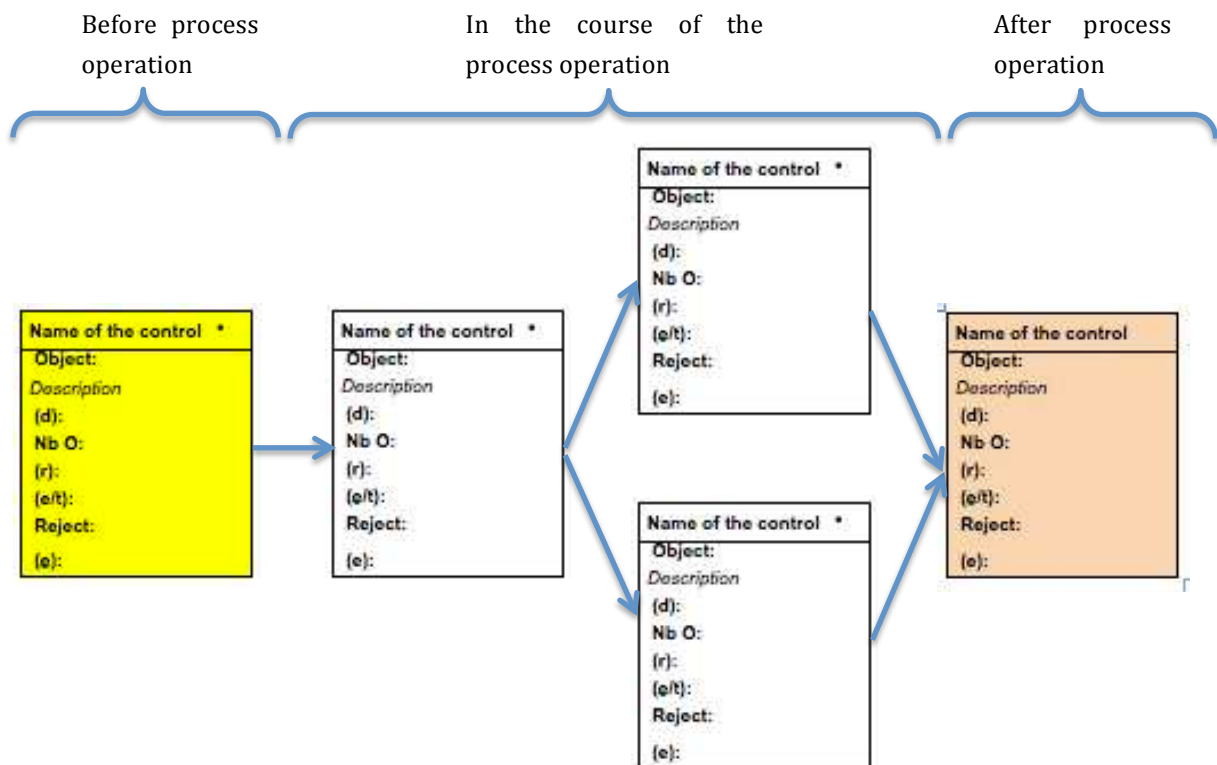 Before process
operation
In the course of the
process operation
After process
operation
Name of the control *
Object:
Description
(d):
Nb O:
(r):
(e/t):
Reject:
(e):
Name of the control *
Object:
Description
(d):
Nb O:
(r):
(e/t):
Reject:
(e):
Name of the control *
Object:
Description
(d):
Nb O:
(r):
(e/t):
Reject:
(e):
Name of the control *
Object:
Description
(d):
Nb O:
(r):
(e/t):
Reject:
(e):
Name of the control
Object:
Description
(d):
Nb O:
(r):
(e/t):
Reject:
(e):